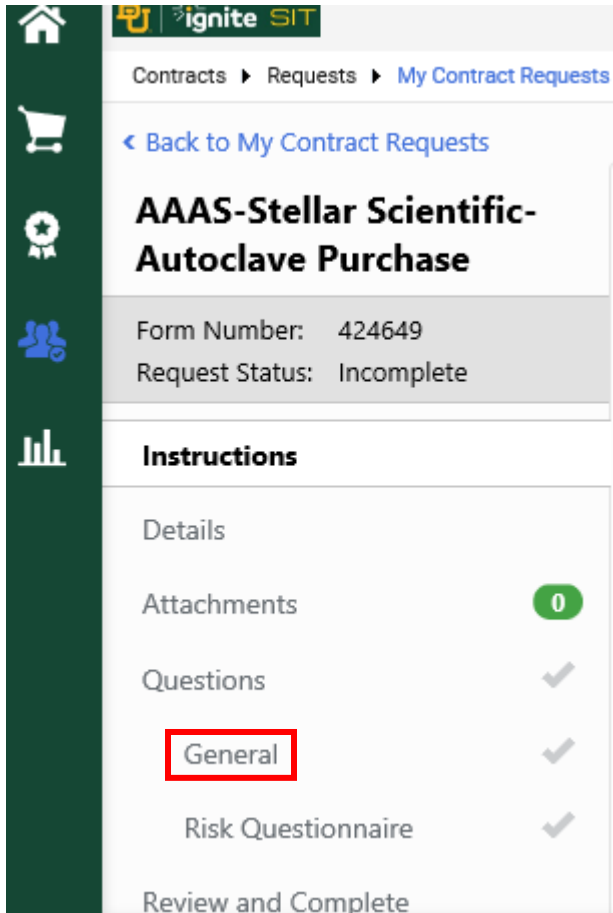 BU ignite SIT
Contracts ▸ Requests ▸ My Contract Requests
Back to My Contract Requests
AAAS-Stellar Scientific-
Autoclave Purchase
Form Number: 424649
Request Status: Incomplete
Instructions
Details
Attachments 0
Questions
General
Risk Questionnaire
Review and Complete